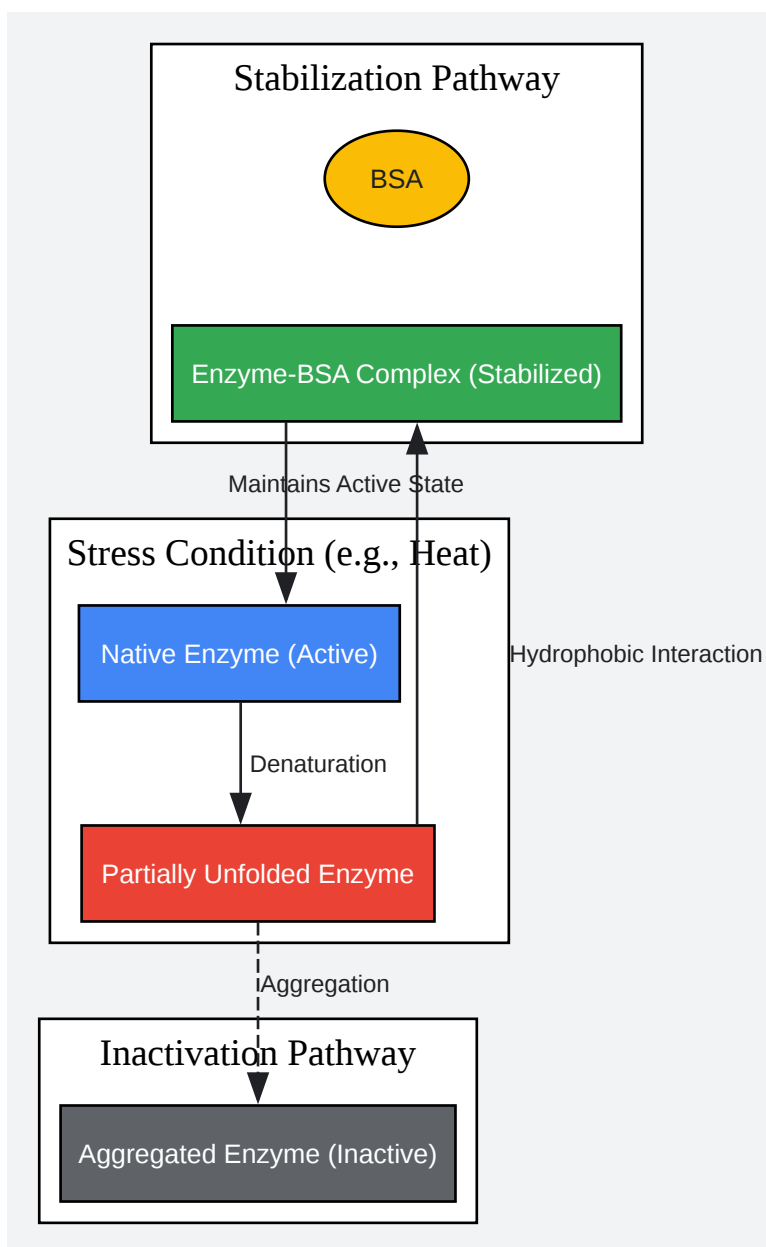 Stabilization Pathway
BSA
Enzyme-BSA Complex (Stabilized)
Maintains Active State
Stress Condition (e.g., Heat)
Native Enzyme (Active)
Hydrophobic Interaction
Denaturation
Partially Unfolded Enzyme
Aggregation
Inactivation Pathway
Aggregated Enzyme (Inactive)